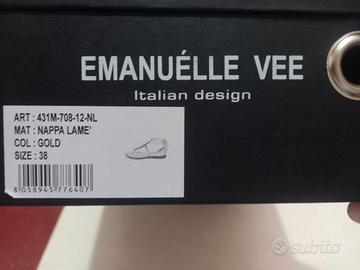 EMANUÉLLE VEE
Italian design
ART : 431M-708-12-NL
MAT : NAPPA LAME'
COL : GOLD
SIZE : 38
8 058945 776407
subito